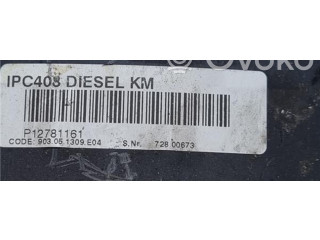 Ovoko
IPC408 DIESEL KM
P12781161
CODE 903.05.1309.E04 S.Nr. 728.00673